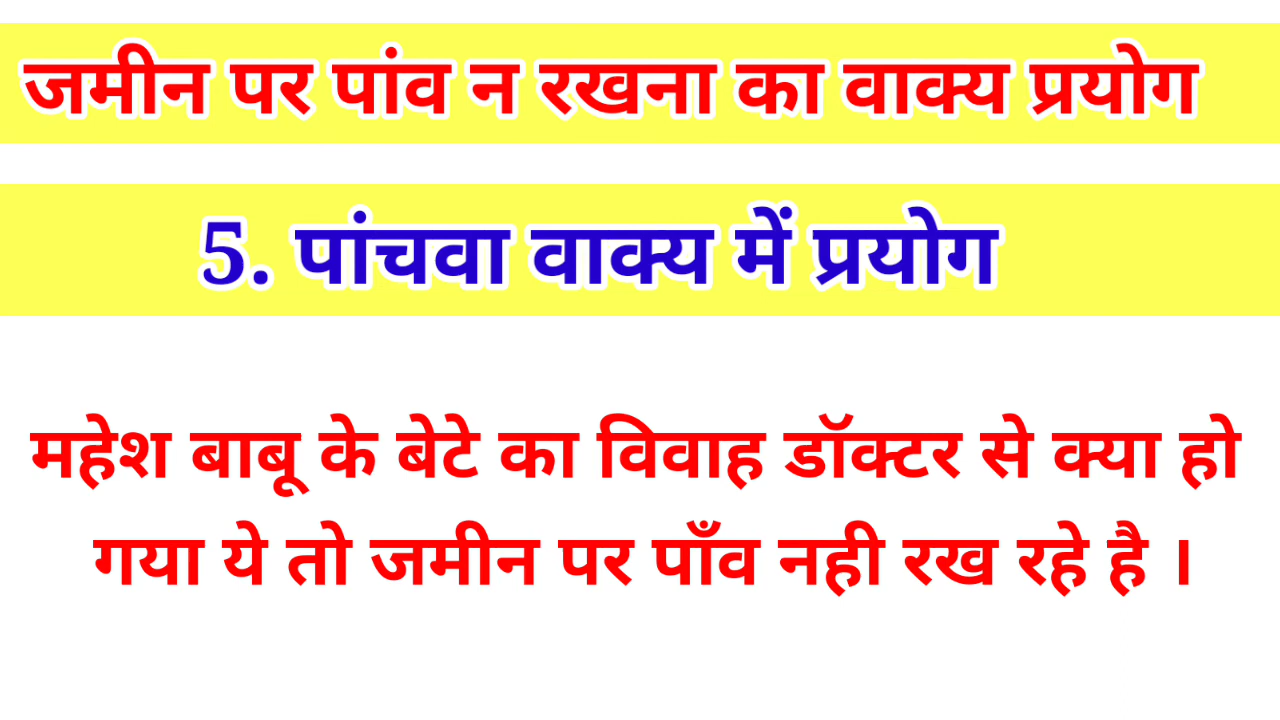 जमीन पर पांव न रखना का वाक्य प्रयोग
5. पांचवा वाक्य में प्रयोग
महेश बाबू के बेटे का विवाह डॉक्टर से क्या हो
गया ये तो जमीन पर पाँव नही रख रहे है ।